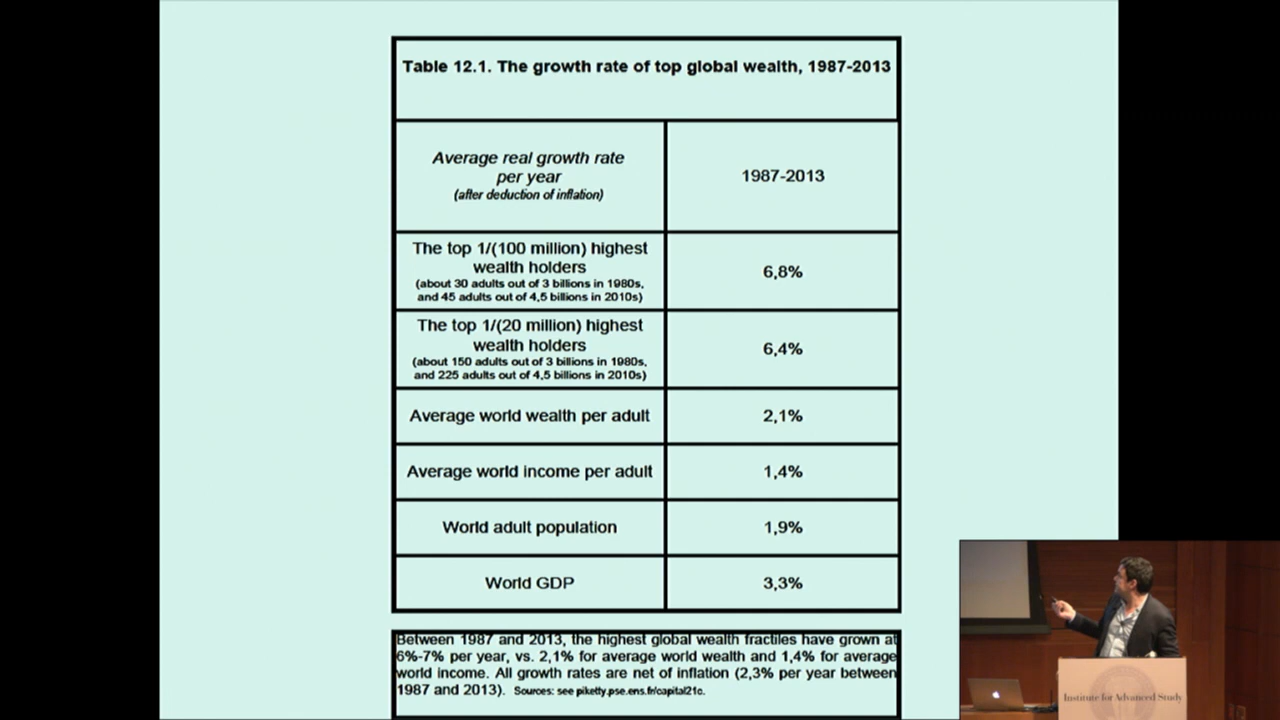 Table 12.1. The growth rate of top global wealth, 1987-2013
Average real growth rate
per year
(after deduction of inflation)
1987-2013
The top 1/(100 million) highest
wealth holders
(about 30 adults out of 3 billions in 1980s,
and 45 adults out of 4,5 billions in 2010s)
6,8%
The top 1/(20 million) highest
wealth holders
(about 150 adults out of 3 billions in 1980s,
and 225 adults out of 4,5 billions in 2010s)
6,4%
Average world wealth per adult
2,1%
Average world income per adult
1,4%
World adult population
1,9%
World GDP
3,3%
Between 1987 and 2013, the highest global wealth fractiles have grown at
6%-7% per year, vs. 2,1% for average world wealth and 1,4% for average
world income. All growth rates are net of inflation (2,3% per year between
1987 and 2013). Sources: see piketty.pse.ens.fr/capital21c.
Institute for Advanced Study